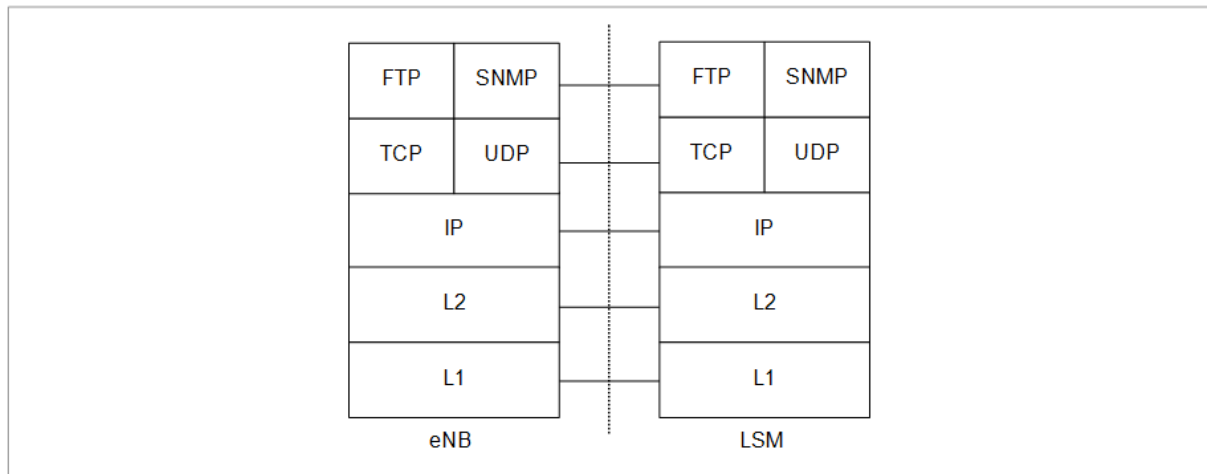 FTP SNMP FTP SNMP
TCP UDP TCP UDP
IP IP
L2 L2
L1 L1
eNB LSM